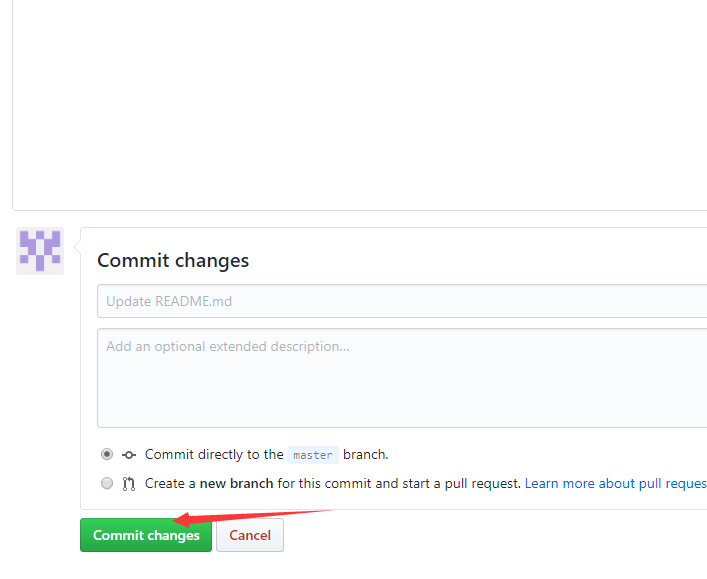 Commit changes
Update README.md
Add an optional extended description...
Commit directly to the master branch.
Create a new branch for this commit and start a pull request. Learn more about pull reques
Commit changes Cancel